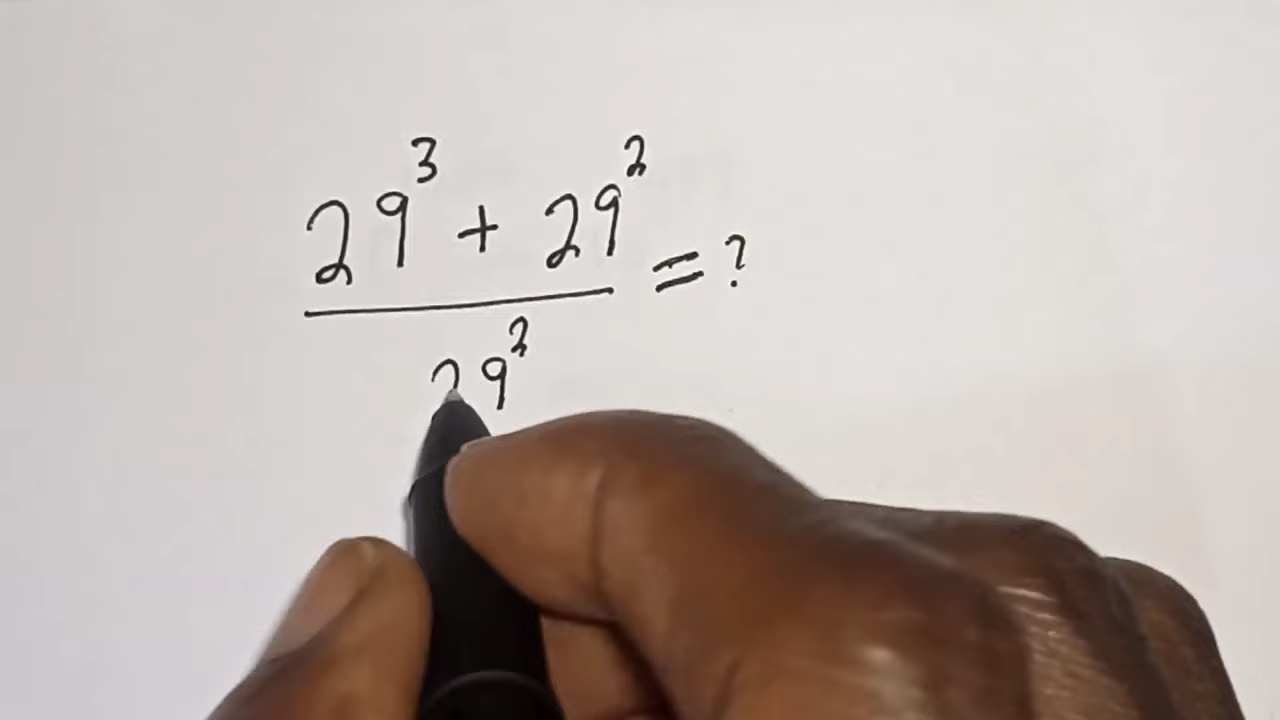 29³ + 29² = ?
29²